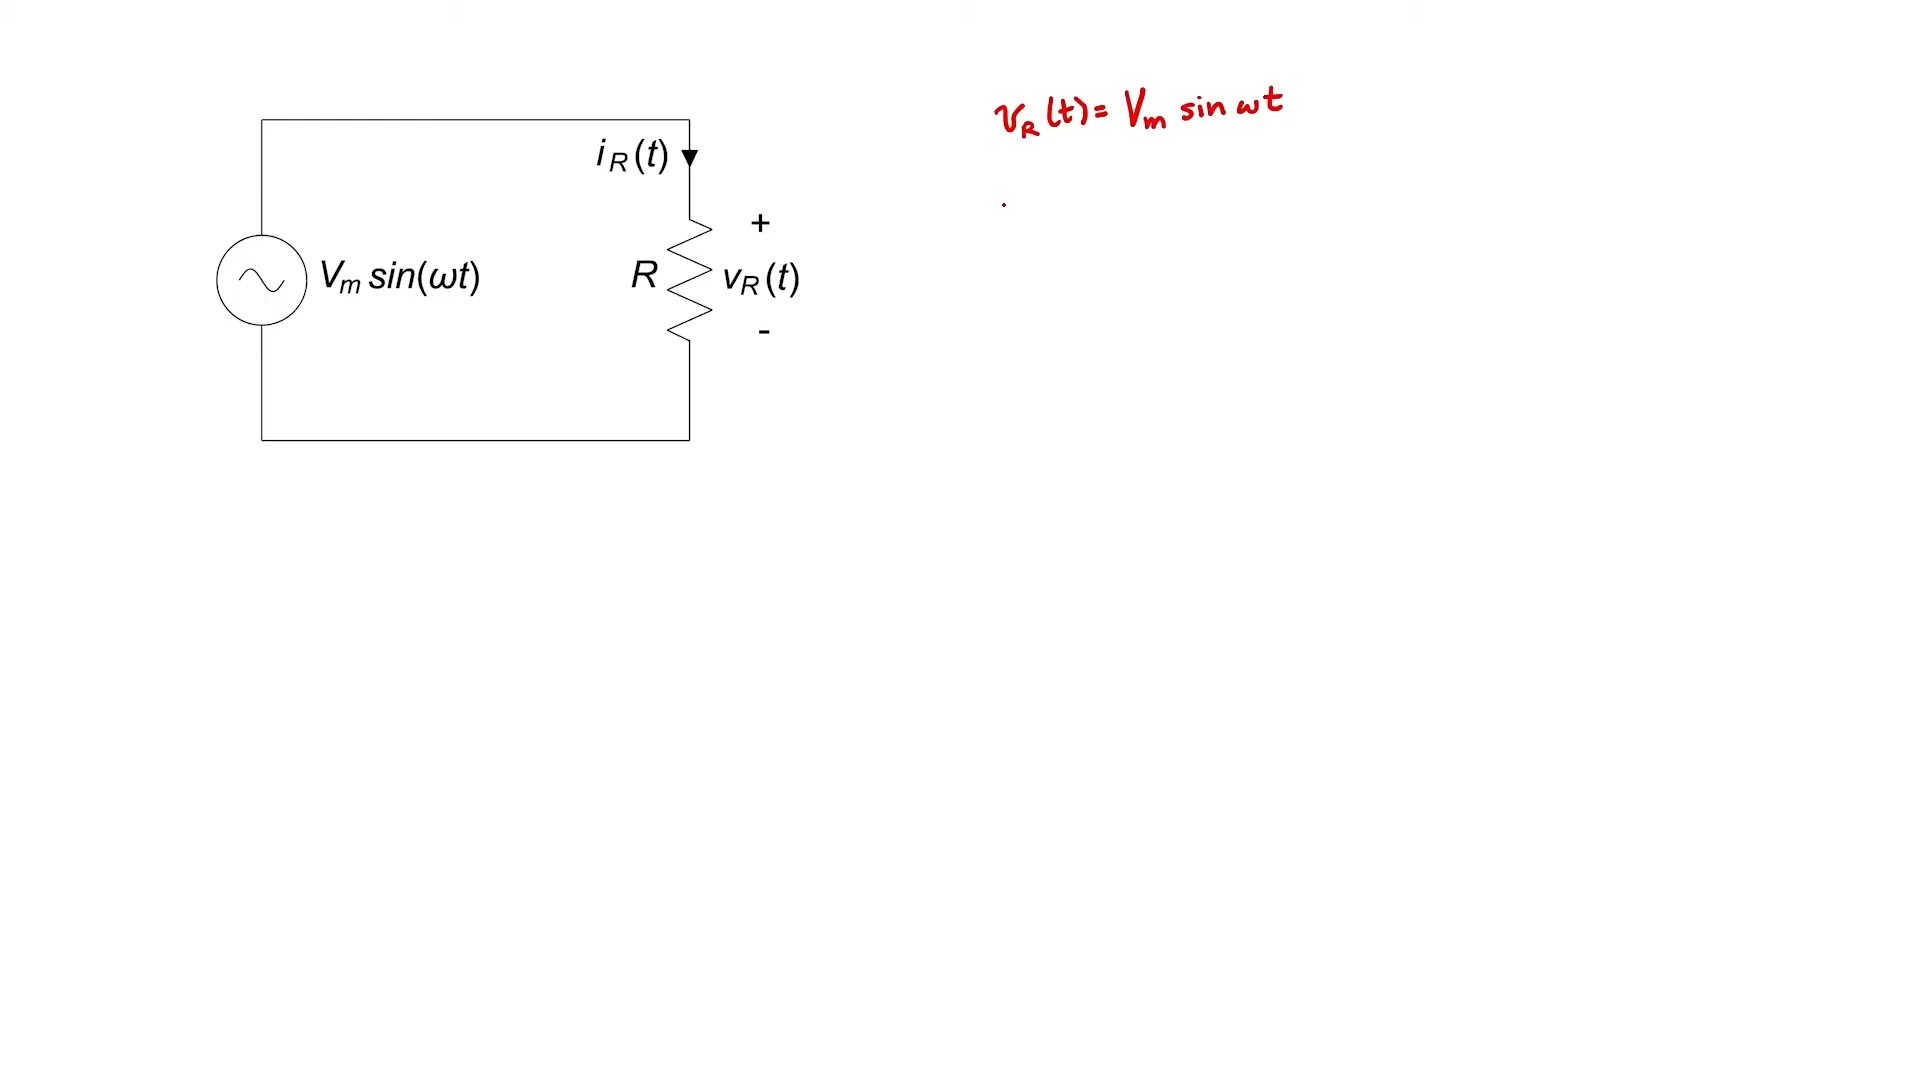 v_R (t) = V_m sin ωt
i_R (t)
+
V_m sin(ωt)
R
v_R (t)
-